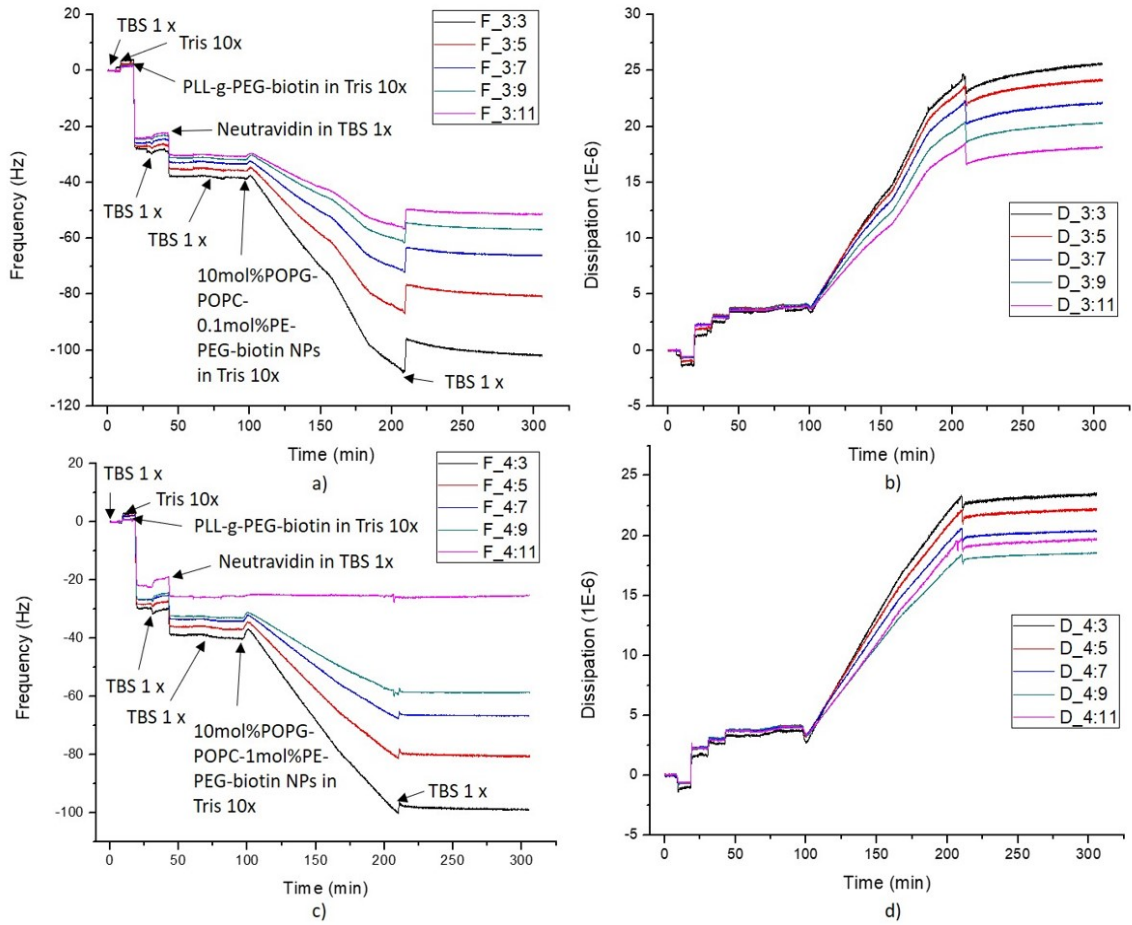 20
0
-20
-40
-60
-80
-100
-120
Frequency (Hz)
TBS 1 x
Tris 10x
PLL-g-PEG-biotin in Tris 10x
Neutravidin in TBS 1x
TBS 1 x
TBS 1 x
10mol%POPG-
POPC-
0.1mol%PE-
PEG-biotin NPs
in Tris 10x
TBS 1 x
F_3:3
F_3:5
F_3:7
F_3:9
F_3:11
0 50 100 150 200 250 300
Time (min)
a)
25
20
15
10
5
0
-5
Dissipation (1E-6)
D_3:3
D_3:5
D_3:7
D_3:9
D_3:11
0 50 100 150 200 250 300
Time (min)
b)
20
0
-20
-40
-60
-80
-100
Frequency (Hz)
TBS 1 x
Tris 10x
PLL-g-PEG-biotin in Tris 10x
Neutravidin in TBS 1x
TBS 1 x
TBS 1 x
10mol%POPG-
POPC-1mol%PE-
PEG-biotin NPs in
Tris 10x
TBS 1 x
F_4:3
F_4:5
F_4:7
F_4:9
F_4:11
0 50 100 150 200 250 300
Time (min)
c)
25
20
15
10
5
0
-5
Dissipation (1E-6)
D_4:3
D_4:5
D_4:7
D_4:9
D_4:11
0 50 100 150 200 250 300
Time (min)
d)